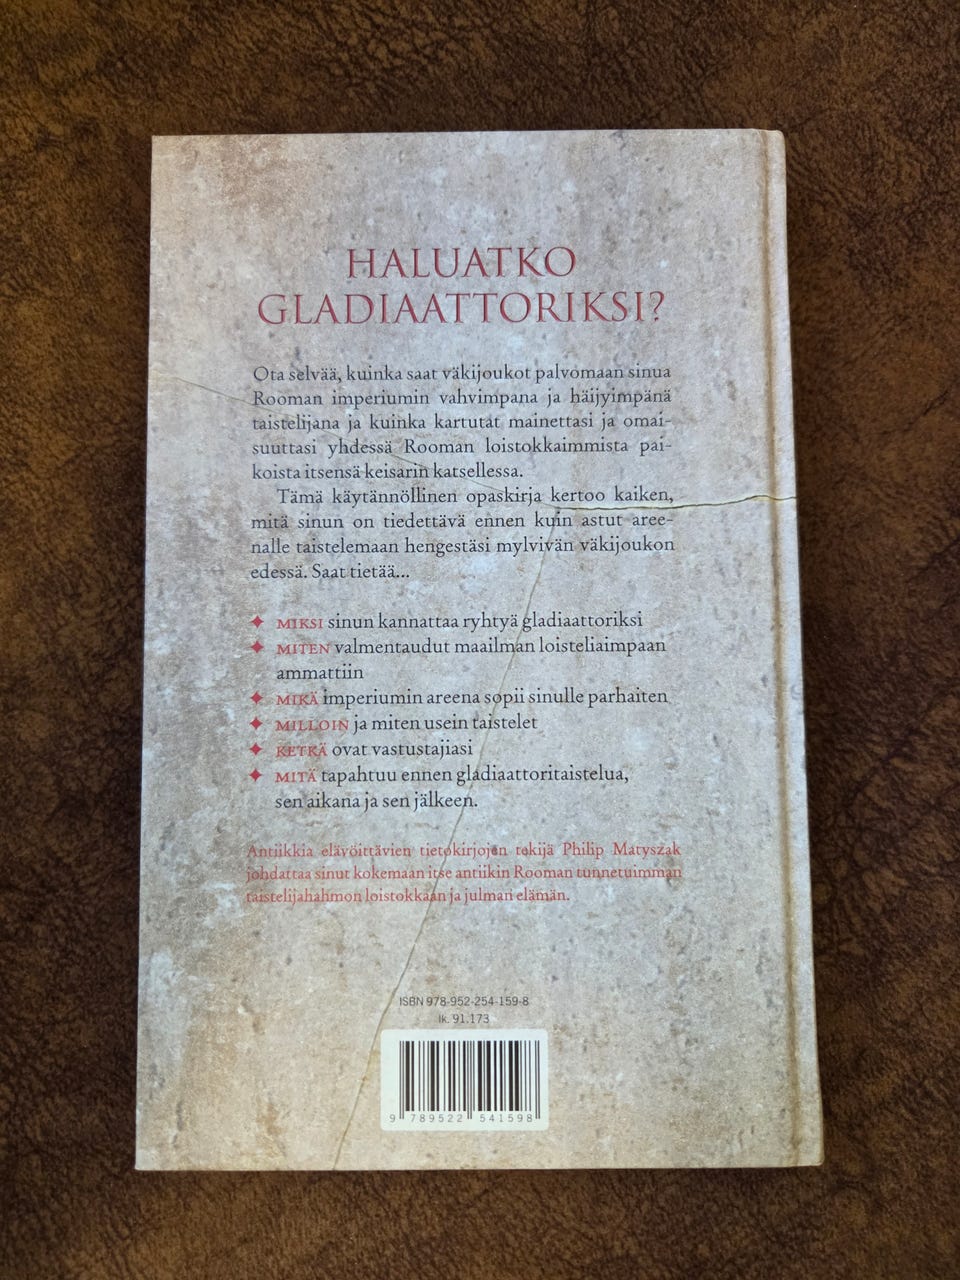 HALUATKO
GLADIAATTORIKSI?
Ota selvää, kuinka saat väkijoukot palvomaan sinua
Rooman imperiumin vahvimpana ja häijyimpänä
taistelijana ja kuinka kartutat mainettasi ja omai-
suuttasi yhdessä Rooman loistokkaimmista pai-
koista itsensä keisarin katsellessa.
Tämä käytännöllinen opaskirja kertoo kaiken,
mitä sinun on tiedettävä ennen kuin astut aree-
nalle taistelemaan hengestäsi mylvivän väkijoukon
edessä. Saat tietää...
✦ MIKSI sinun kannattaa ryhtyä gladiaattoriksi
✦ MITEN valmentaudut maailman loisteliaimpaan
ammattiin
✦ MIKÄ imperiumin areena sopii sinulle parhaiten
✦ MILLOIN ja miten usein taistelet
✦ KETKÄ ovat vastustajiasi
✦ MITÄ tapahtuu ennen gladiaattoritaistelua,
sen aikana ja sen jälkeen.
Antiikkia elävöittävien tietokirjojen tekijä Philip Matyszak
johdattaa sinut kokemaan itse antiikin Rooman tunnetuimman
taistelijahahmon loistokkaan ja julman elämän.
ISBN 978-952-254-159-8
lk. 91.173
9 789522 541598